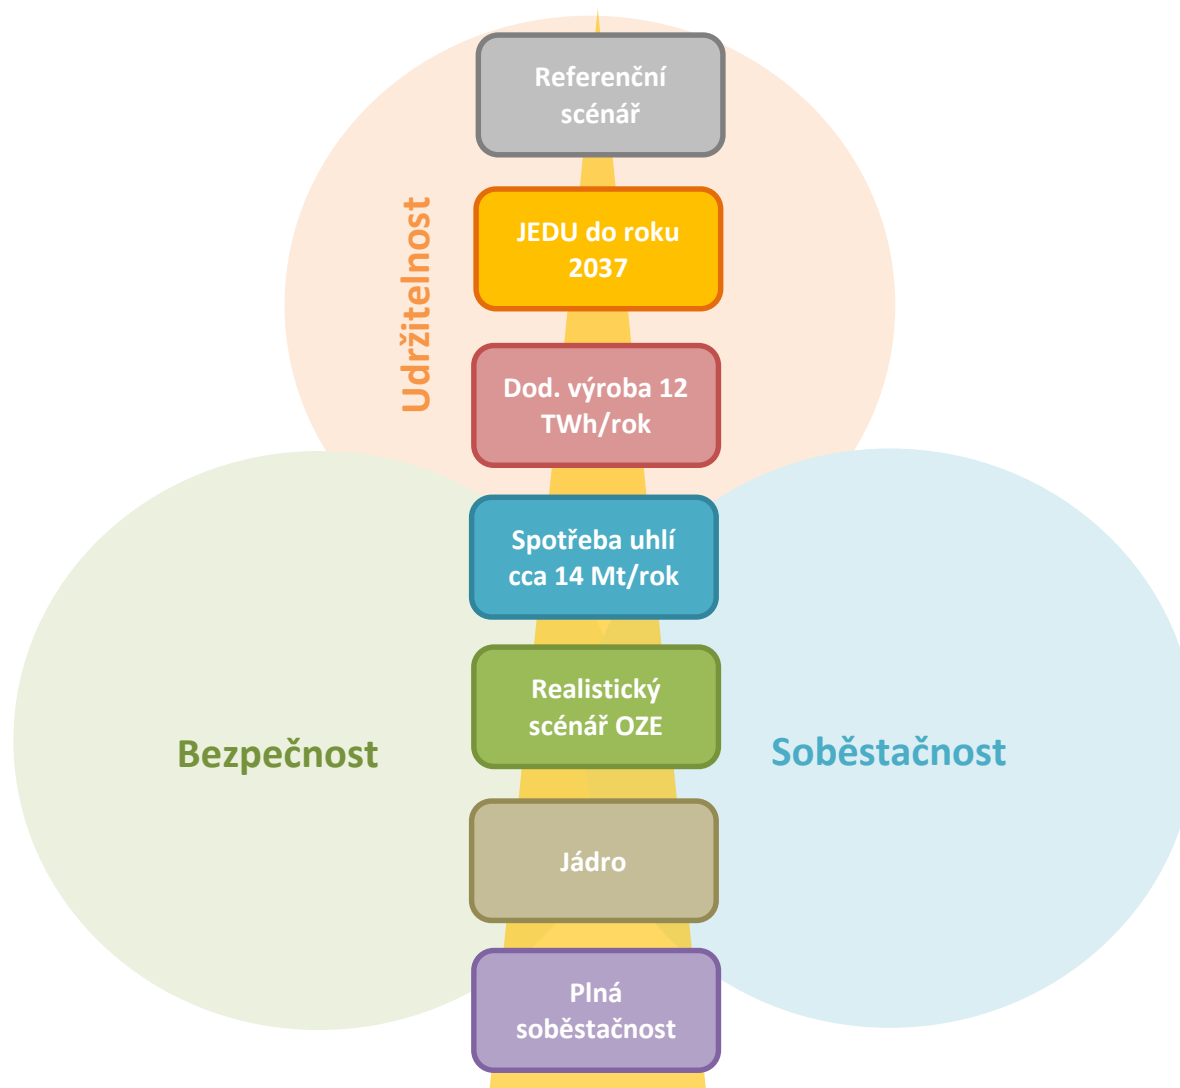 Referenční
scénář
Udržitelnost
JEDU do roku
2037
Dod. výroba 12
TWh/rok
Spotřeba uhlí
cca 14 Mt/rok
Realistický
scénář OZE
Bezpečnost
Soběstačnost
Jádro
Plná
soběstačnost